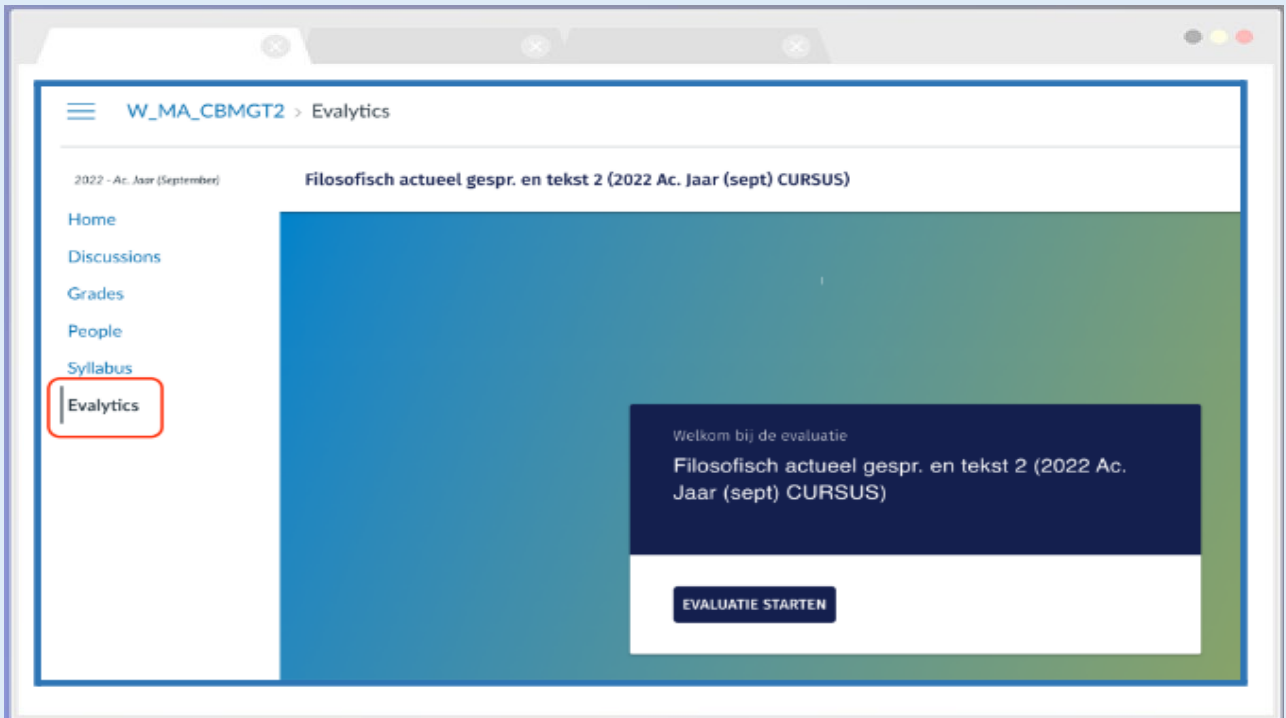 W_MA_CBMGT2 > Evalytics
2022 - Ac. Jaar (September)
Filosofisch actueel gespr. en tekst 2 (2022 Ac. Jaar (sept) CURSUS)
Home
Discussions
Grades
People
Syllabus
Evalytics
Welkom bij de evaluatie
Filosofisch actueel gespr. en tekst 2 (2022 Ac.
Jaar (sept) CURSUS)
EVALUATIE STARTEN